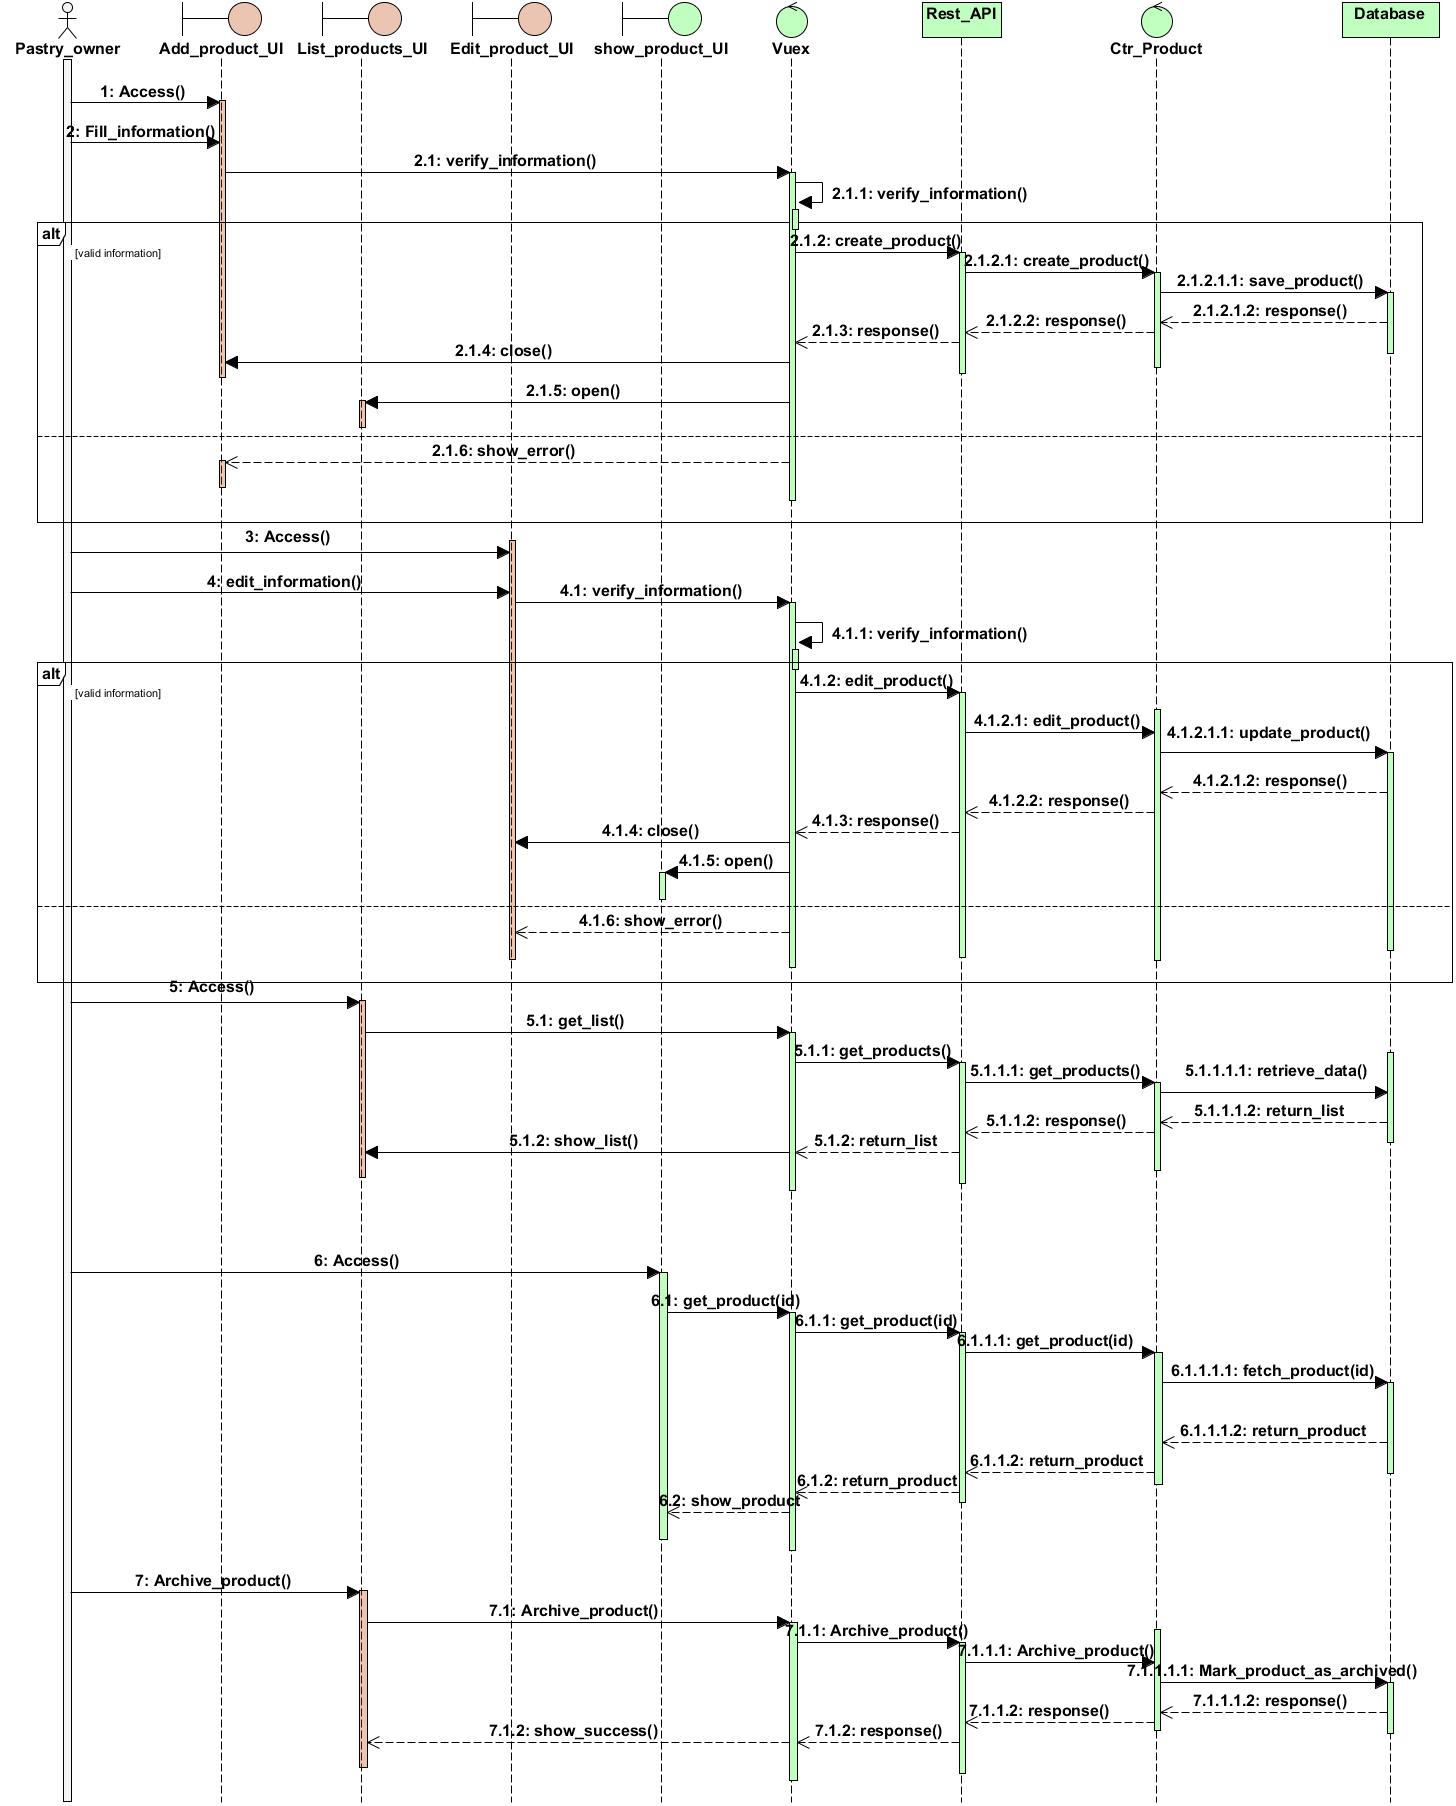 Pastry_owner
Add_product_UI
List_products_UI
Edit_product_UI
show_product_UI
Vuex
Rest_API
Ctr_Product
Database
1: Access()
2: Fill_information()
2.1: verify_information()
2.1.1: verify_information()
alt
[valid information]
2.1.2: create_product()
2.1.2.1: create_product()
2.1.2.1.1: save_product()
2.1.2.1.2: response()
2.1.2.2: response()
2.1.3: response()
2.1.4: close()
2.1.5: open()
2.1.6: show_error()
3: Access()
4: edit_information()
4.1: verify_information()
4.1.1: verify_information()
alt
[valid information]
4.1.2: edit_product()
4.1.2.1: edit_product()
4.1.2.1.1: update_product()
4.1.2.1.2: response()
4.1.2.2: response()
4.1.3: response()
4.1.4: close()
4.1.5: open()
4.1.6: show_error()
5: Access()
5.1: get_list()
5.1.1: get_products()
5.1.1.1: get_products()
5.1.1.1.1: retrieve_data()
5.1.1.1.2: return_list
5.1.1.2: response()
5.1.2: return_list
5.1.2: show_list()
6: Access()
6.1: get_product(id)
6.1.1: get_product(id)
6.1.1.1: get_product(id)
6.1.1.1.1: fetch_product(id)
6.1.1.1.2: return_product
6.1.1.2: return_product
6.1.2: return_product
6.2: show_product
7: Archive_product()
7.1: Archive_product()
7.1.1: Archive_product()
7.1.1.1: Archive_product()
7.1.1.1.1: Mark_product_as_archived()
7.1.1.1.2: response()
7.1.1.2: response()
7.1.2: response()
7.1.2: show_success()